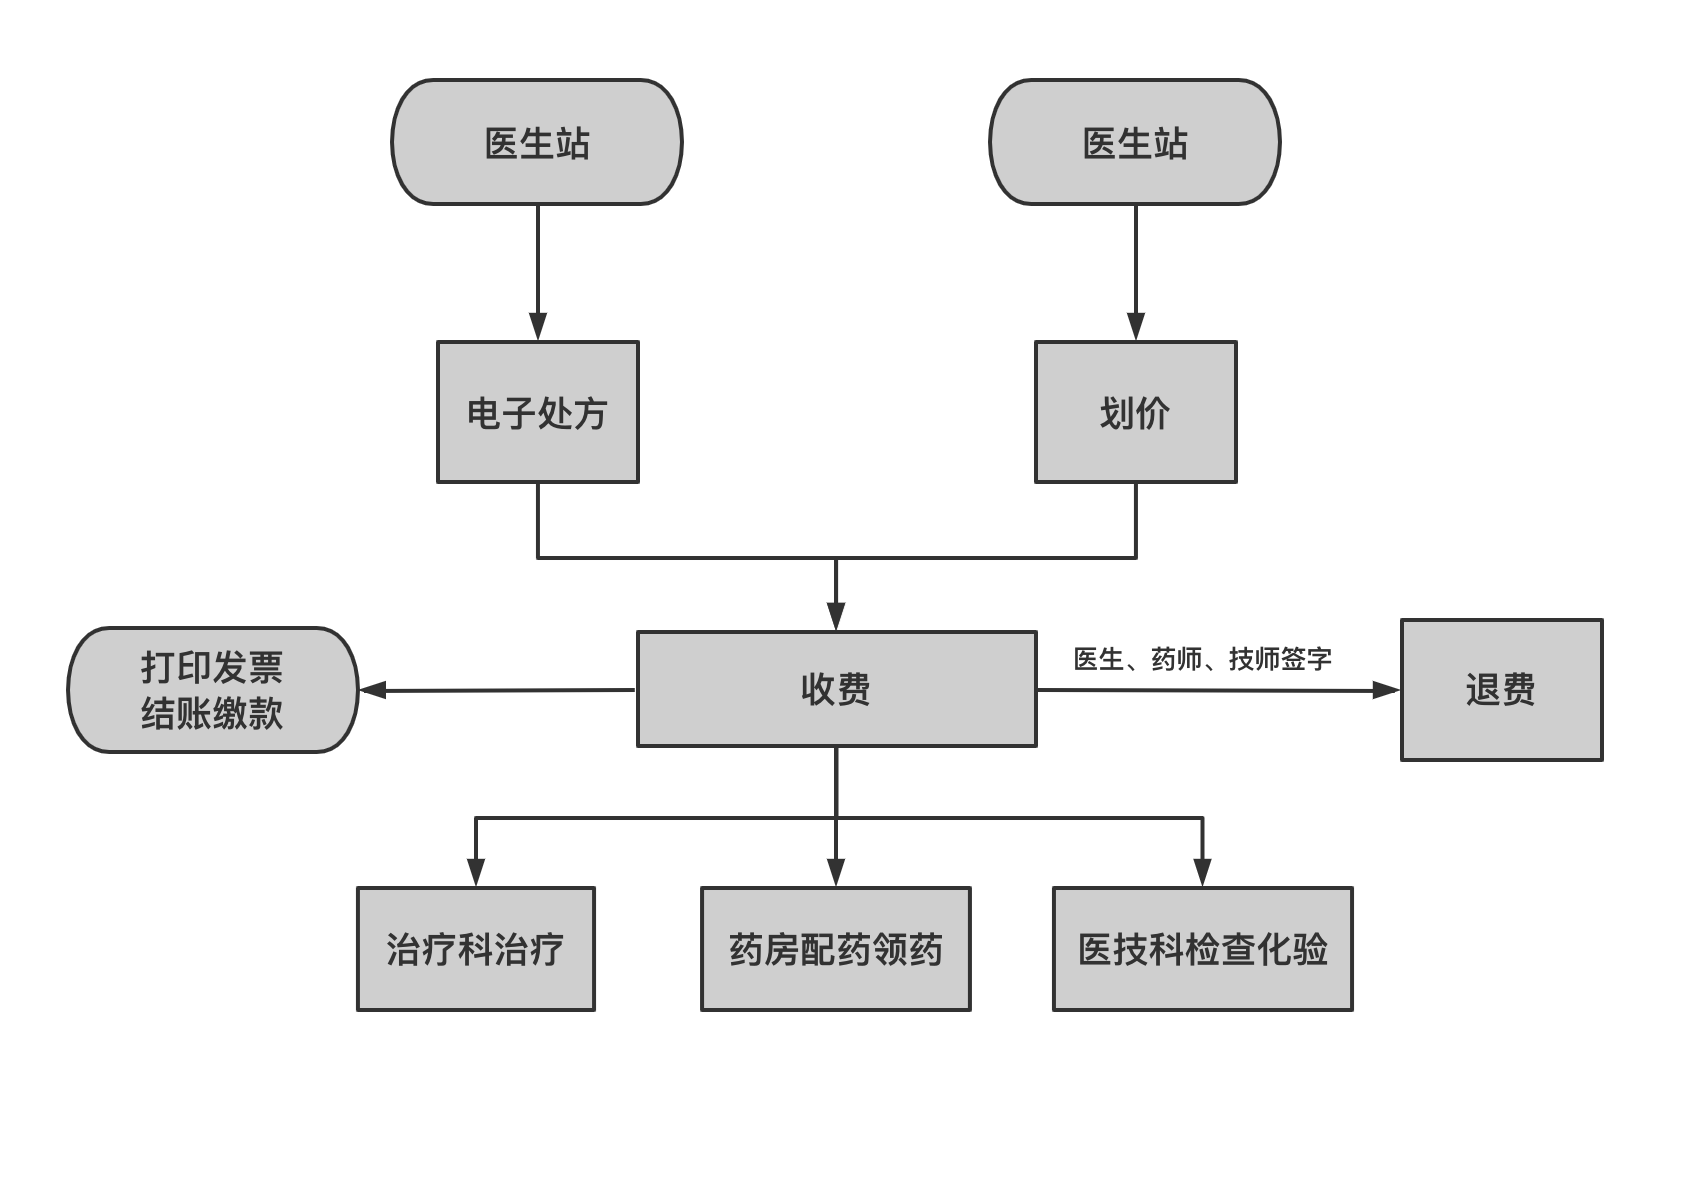 医生站
医生站
电子处方
划价
打印发票
结账缴款
收费
医生、药师、技师签字
退费
治疗科治疗
药房配药领药
医技科检查化验